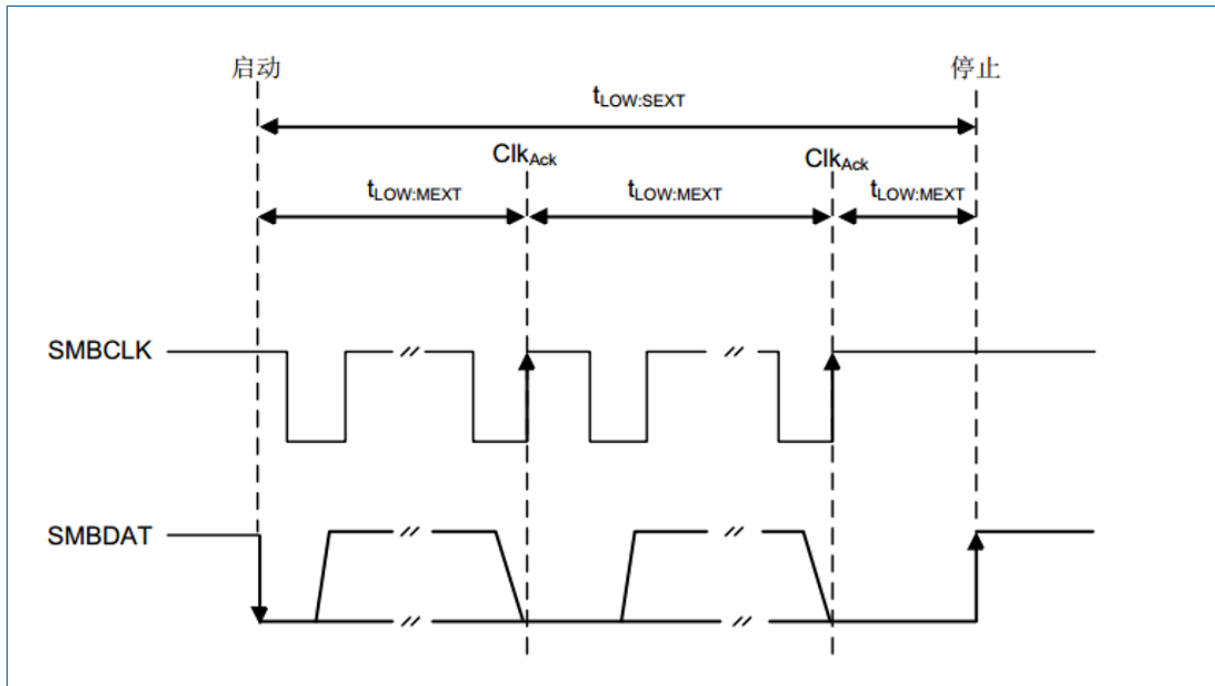 启动
停止
tLOW:SEXT
ClkAck
ClkAck
tLOW:MEXT
tLOW:MEXT
tLOW:MEXT
SMBCLK
SMBDAT